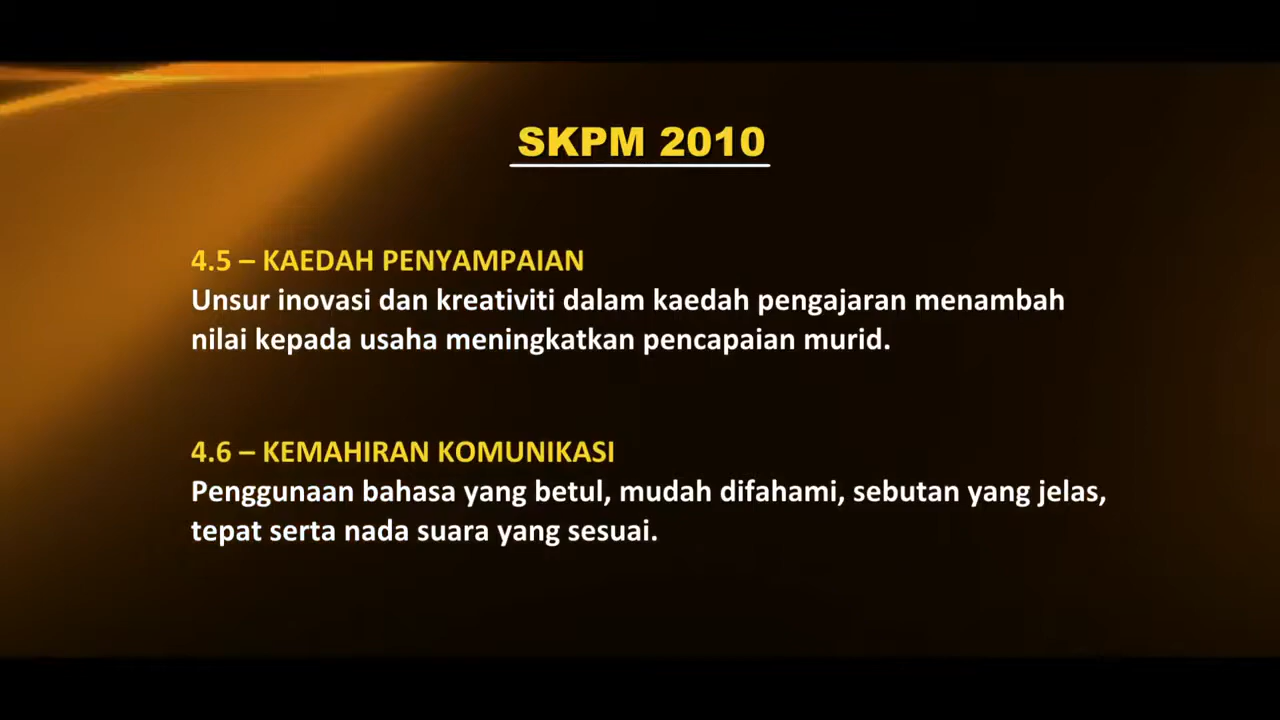 SKPM 2010
4.5 – KAEDAH PENYAMPAIAN
Unsur inovasi dan kreativiti dalam kaedah pengajaran menambah
nilai kepada usaha meningkatkan pencapaian murid.
4.6 – KEMAHIRAN KOMUNIKASI
Penggunaan bahasa yang betul, mudah difahami, sebutan yang jelas,
tepat serta nada suara yang sesuai.